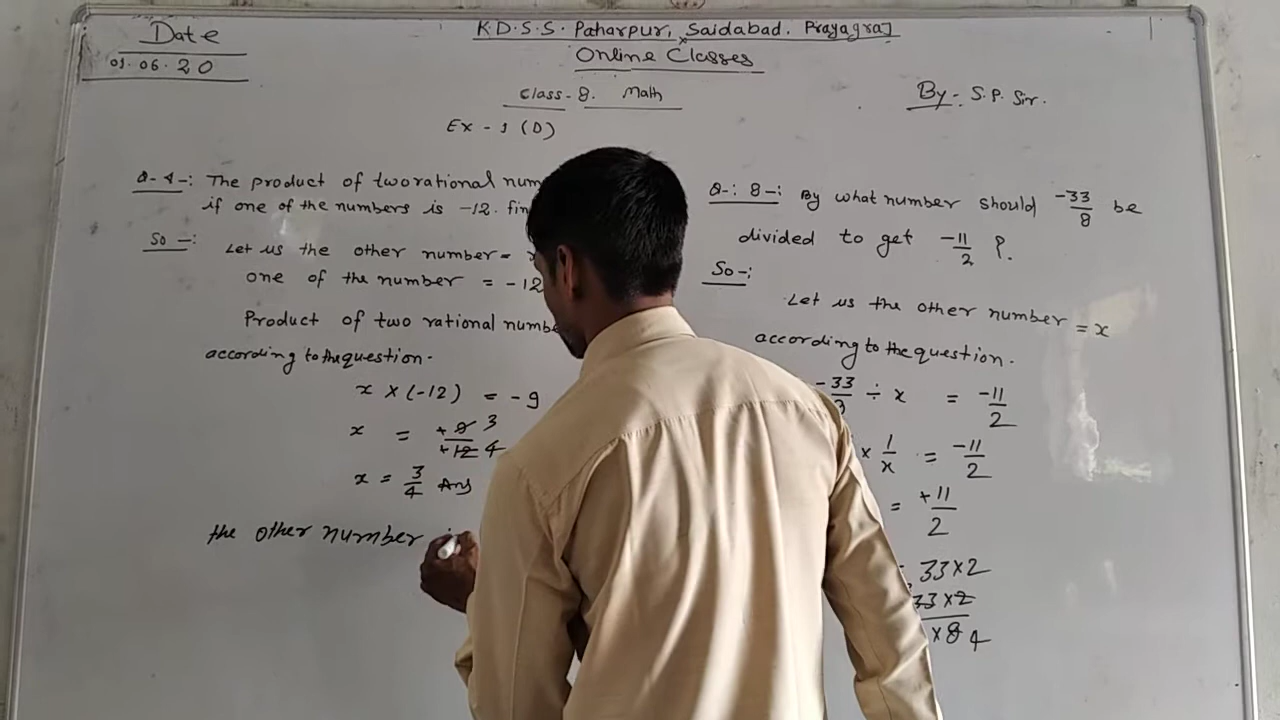 Date
01.06.20
K.D.S.S. Paharpur, Saidabad. Prayagraj
Online Classes
Class-8. Math
By-: S.P. Sir.
Ex-1 (D)
Q-4-: The product of two rational num
if one of the numbers is -12. fin
So-:
Let us the other number=
one of the number = -12
Product of two rational numbe
according to the question.
x × (-12) = -9
x = +9 3
+12 4
x = 3/4 Ans
the other number
Q-: 8-: By what number should -33/8 be
divided to get -11/2 ?.
So-:
Let us the other number = x
according to the question.
-33 ÷ x = -11/2
× 1/x = -11/2
= +11/2
33×2
33×2
×8 4